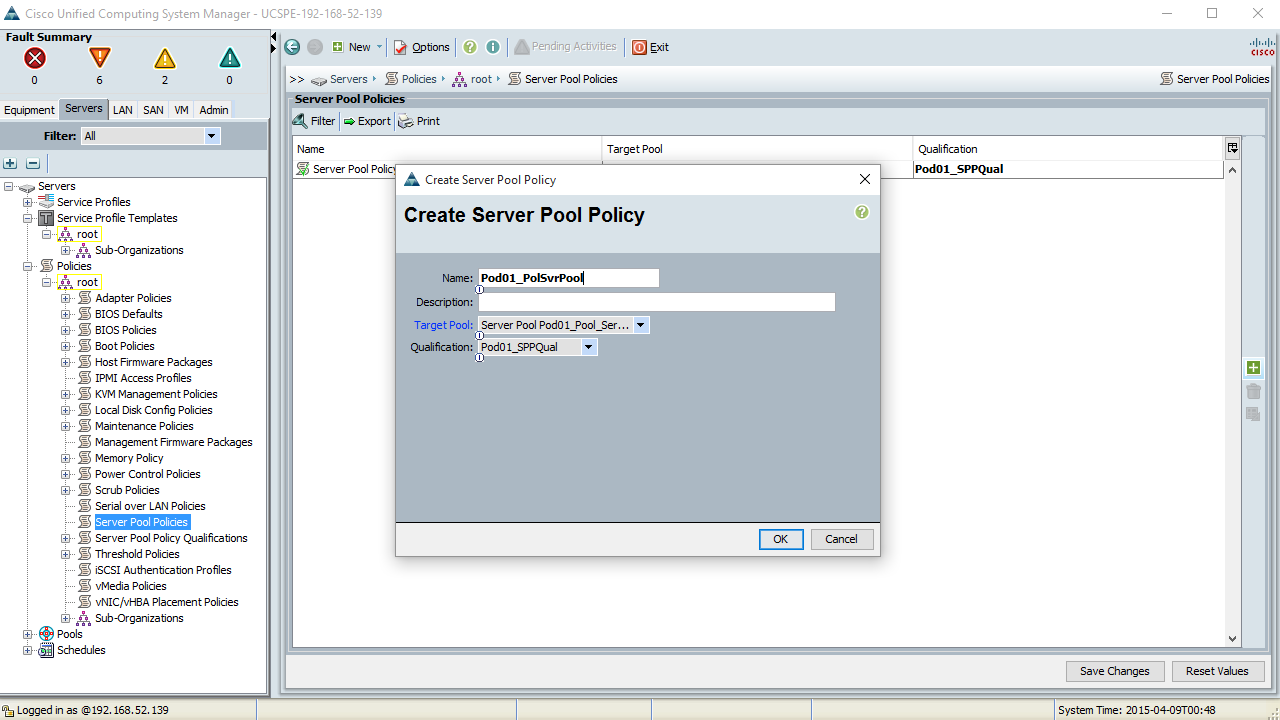 Cisco Unified Computing System Manager - UCSPE-192-168-52-139
Fault Summary
0 6 2 0
Equipment Servers LAN SAN VM Admin
Filter: All
Servers
Service Profiles
Service Profile Templates
root
Sub-Organizations
Policies
root
Adapter Policies
BIOS Defaults
BIOS Policies
Boot Policies
Host Firmware Packages
IPMI Access Profiles
KVM Management Policies
Local Disk Config Policies
Maintenance Policies
Management Firmware Packages
Memory Policy
Power Control Policies
Scrub Policies
Serial over LAN Policies
Server Pool Policies
Server Pool Policy Qualifications
Threshold Policies
iSCSI Authentication Profiles
vMedia Policies
vNIC/vHBA Placement Policies
Sub-Organizations
Pools
Schedules
New Options Pending Activities Exit
CISCO
>> Servers Policies root Server Pool Policies Server Pool Policies
Server Pool Policies
Filter Export Print
Name Target Pool Qualification
Server Pool Policy Pod01_SPPQual
Create Server Pool Policy
Create Server Pool Policy
Name: Pod01_PolSvrPool
Description:
Target Pool: Server Pool Pod01_Pool_Ser...
Qualification: Pod01_SPPQual
OK Cancel
Save Changes Reset Values
Logged in as @192.168.52.139 System Time: 2015-04-09T00:48